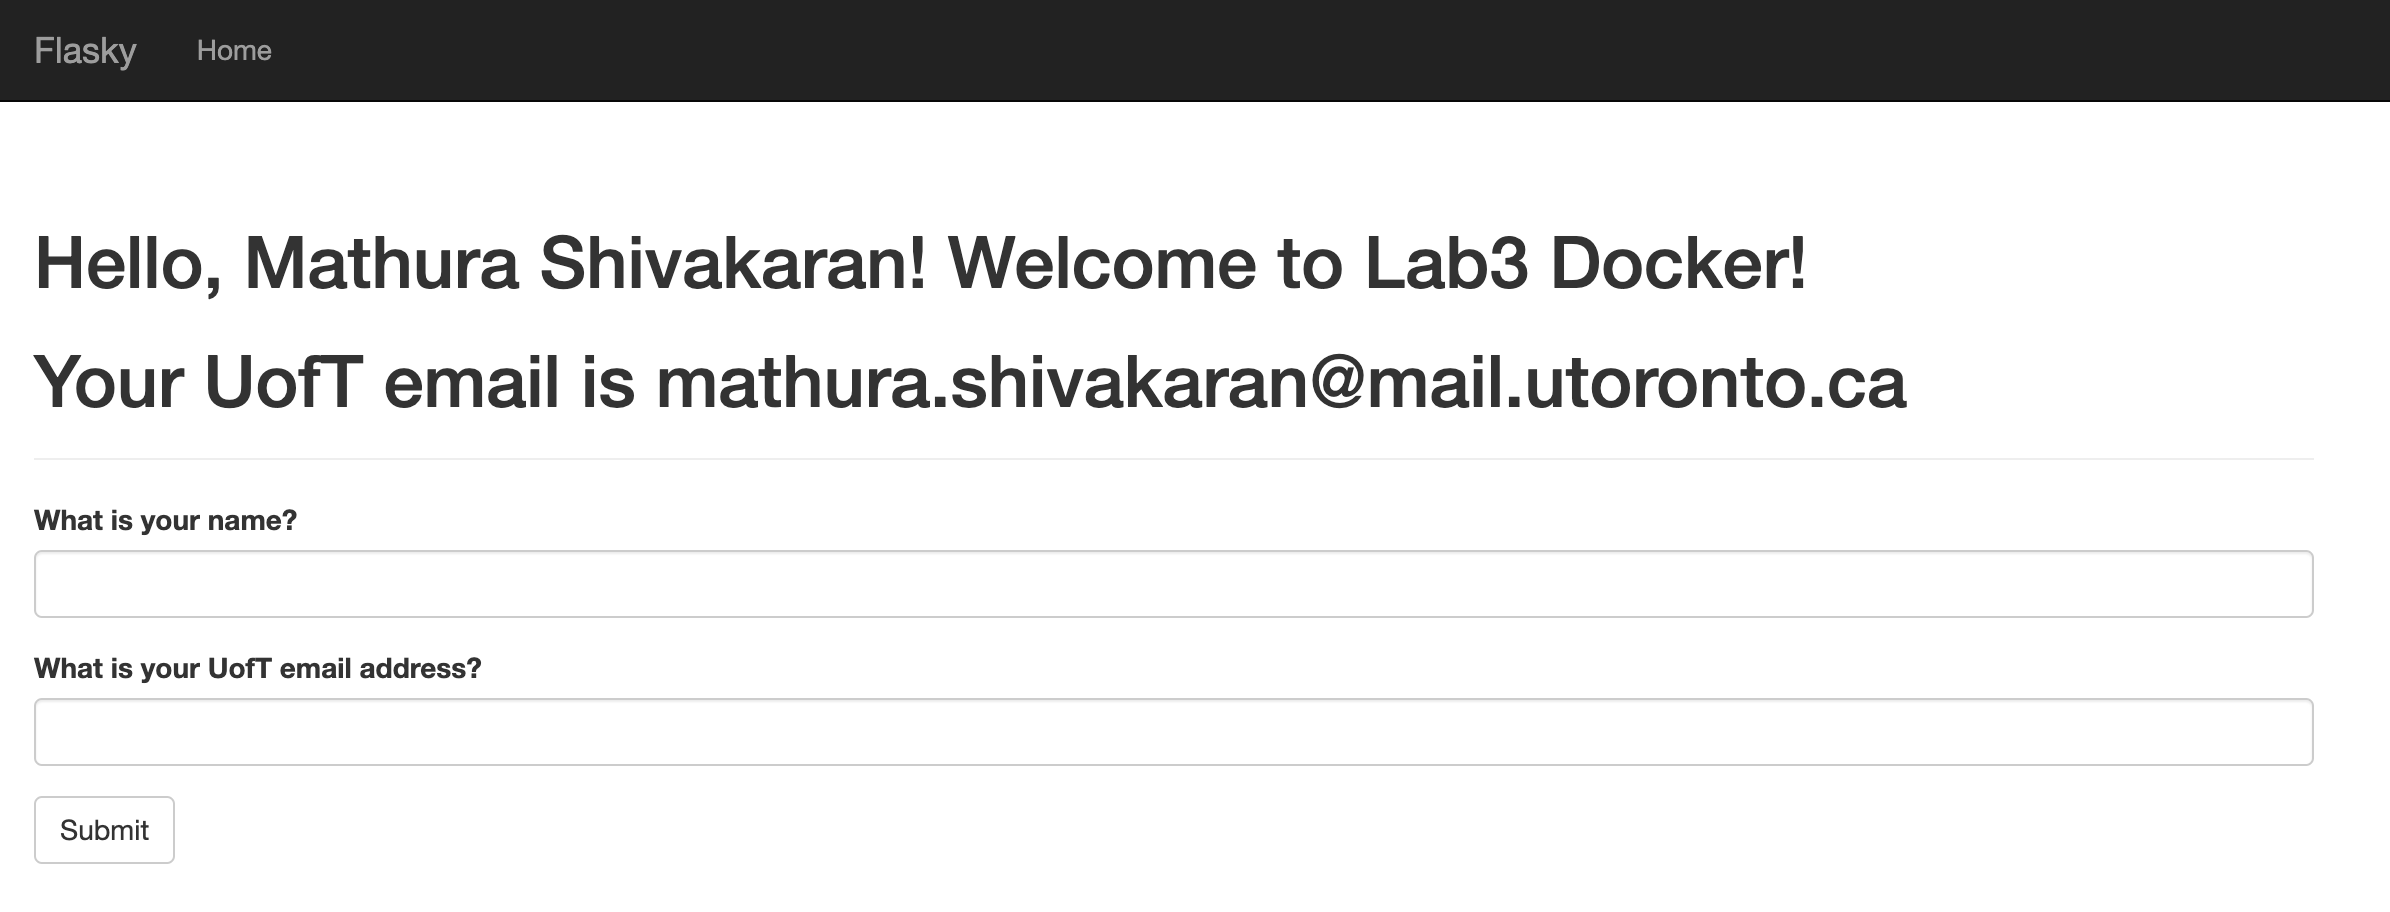 Flasky Home
Hello, Mathura Shivakaran! Welcome to Lab3 Docker!
Your UofT email is mathura.shivakaran@mail.utoronto.ca
What is your name?
What is your UofT email address?
Submit